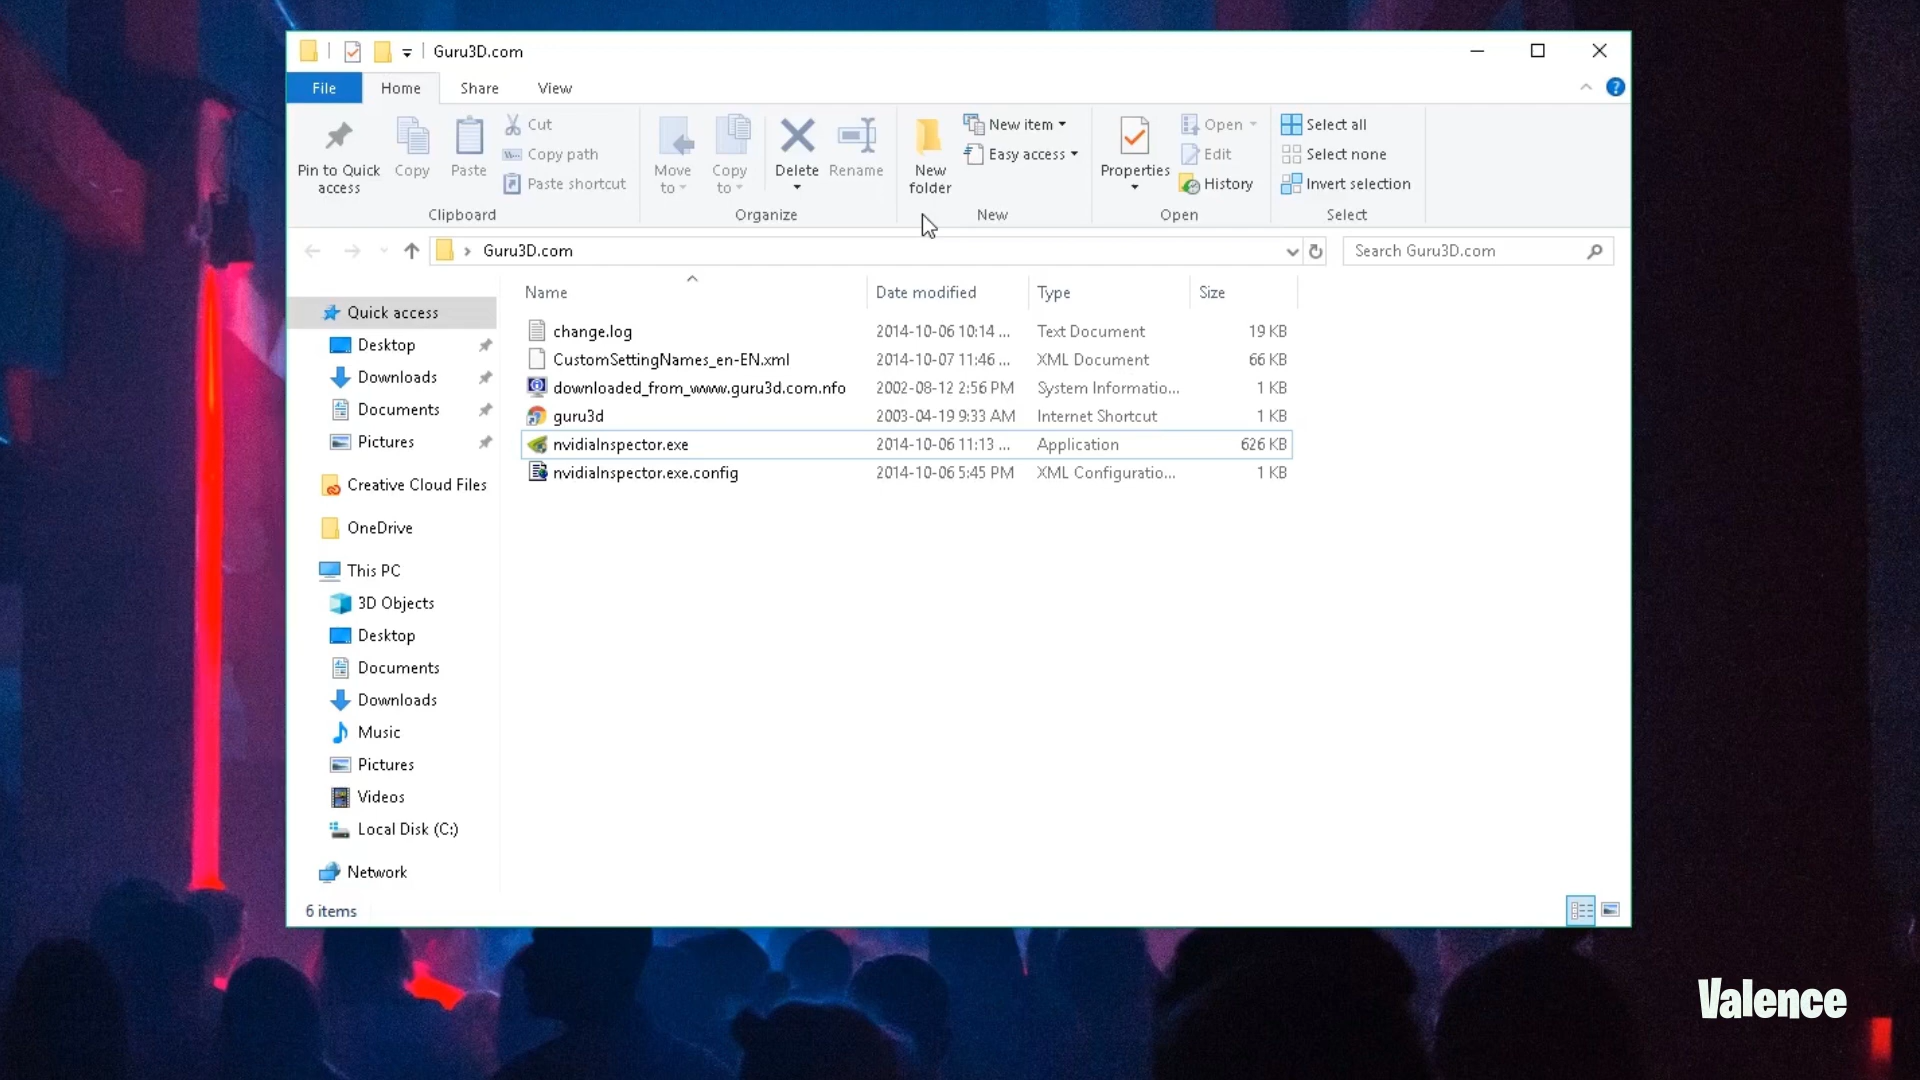 Guru3D.com
File Home Share View
Pin to Quick access
Copy
Paste
Cut
Copy path
Paste shortcut
Clipboard
Move to
Copy to
Delete
Rename
Organize
New folder
New item
Easy access
New
Properties
Open
Edit
History
Open
Select all
Select none
Invert selection
Select
Guru3D.com
Search Guru3D.com
Name Date modified Type Size
change.log 2014-10-06 10:14 ... Text Document 19 KB
CustomSettingNames_en-EN.xml 2014-10-07 11:46 ... XML Document 66 KB
downloaded_from_www.guru3d.com.nfo 2002-08-12 2:56 PM System Informatio... 1 KB
guru3d 2003-04-19 9:33 AM Internet Shortcut 1 KB
nvidiaInspector.exe 2014-10-06 11:13 ... Application 626 KB
nvidiaInspector.exe.config 2014-10-06 5:45 PM XML Configuratio... 1 KB
Quick access
Desktop
Downloads
Documents
Pictures
Creative Cloud Files
OneDrive
This PC
3D Objects
Desktop
Documents
Downloads
Music
Pictures
Videos
Local Disk (C:)
Network
6 items
Valence